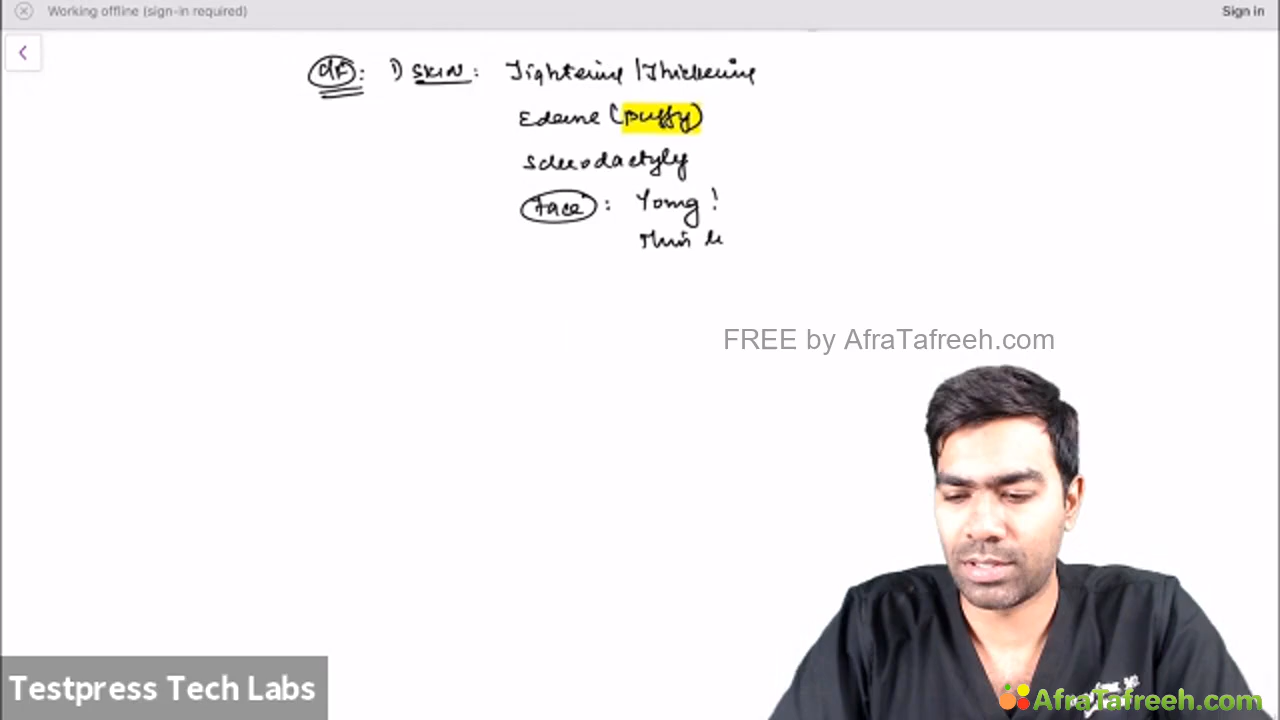 Working offline (sign-in required)
Sign in
C/F: 1) SKIN: Tightening / Thickening
Edema (Puffy)
Sclerodactyly
Face: Young!
Thin
FREE by AfraTafreeh.com
Testpress Tech Labs
AfraTafreeh.com